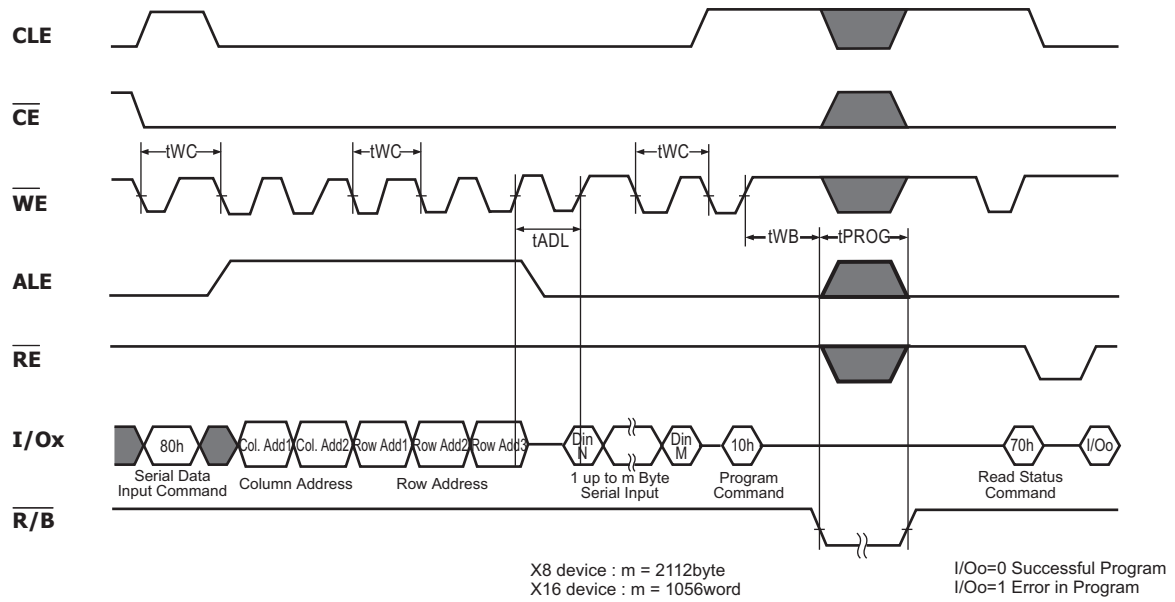 CLE
CE
tWC tWC tWC
WE
tADL tWB tPROG
ALE
RE
I/Ox 80h Col. Add1 Col. Add2 Row Add1 Row Add2 Row Add3 Din N Din M 10h 70h I/Oo
Serial Data Input Command
Column Address
Row Address
1 up to m Byte Serial Input
Program Command
Read Status Command
R/B
X8 device : m = 2112byte
X16 device : m = 1056word
I/Oo=0 Successful Program
I/Oo=1 Error in Program